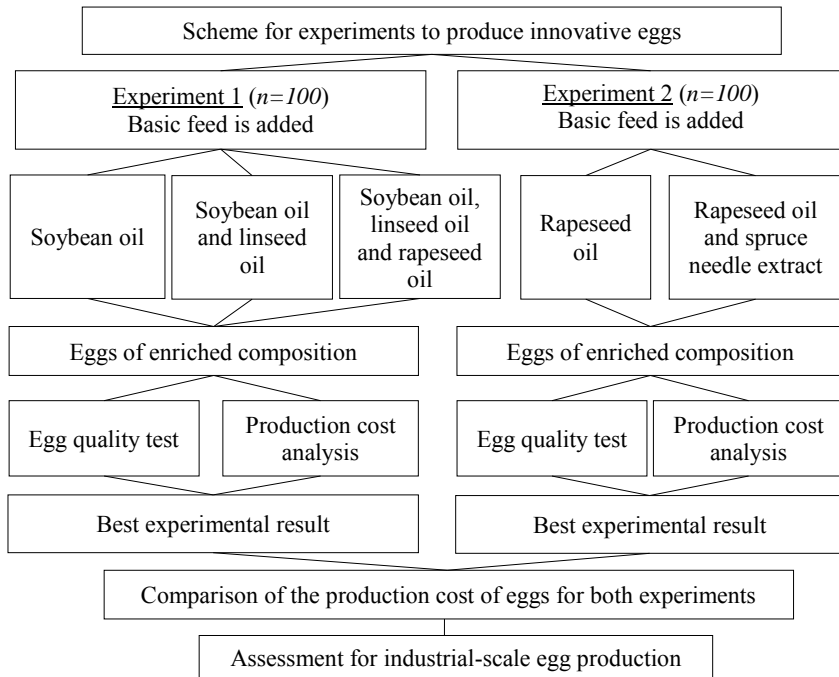 Scheme for experiments to produce innovative eggs
Experiment 1 (n=100)
Basic feed is added
Experiment 2 (n=100)
Basic feed is added
Soybean oil
Soybean oil
and linseed
oil
Soybean oil,
linseed oil
and rapeseed
oil
Rapeseed
oil
Rapeseed oil
and spruce
needle extract
Eggs of enriched composition
Eggs of enriched composition
Egg quality test
Production cost
analysis
Egg quality test
Production cost
analysis
Best experimental result
Best experimental result
Comparison of the production cost of eggs for both experiments
Assessment for industrial-scale egg production